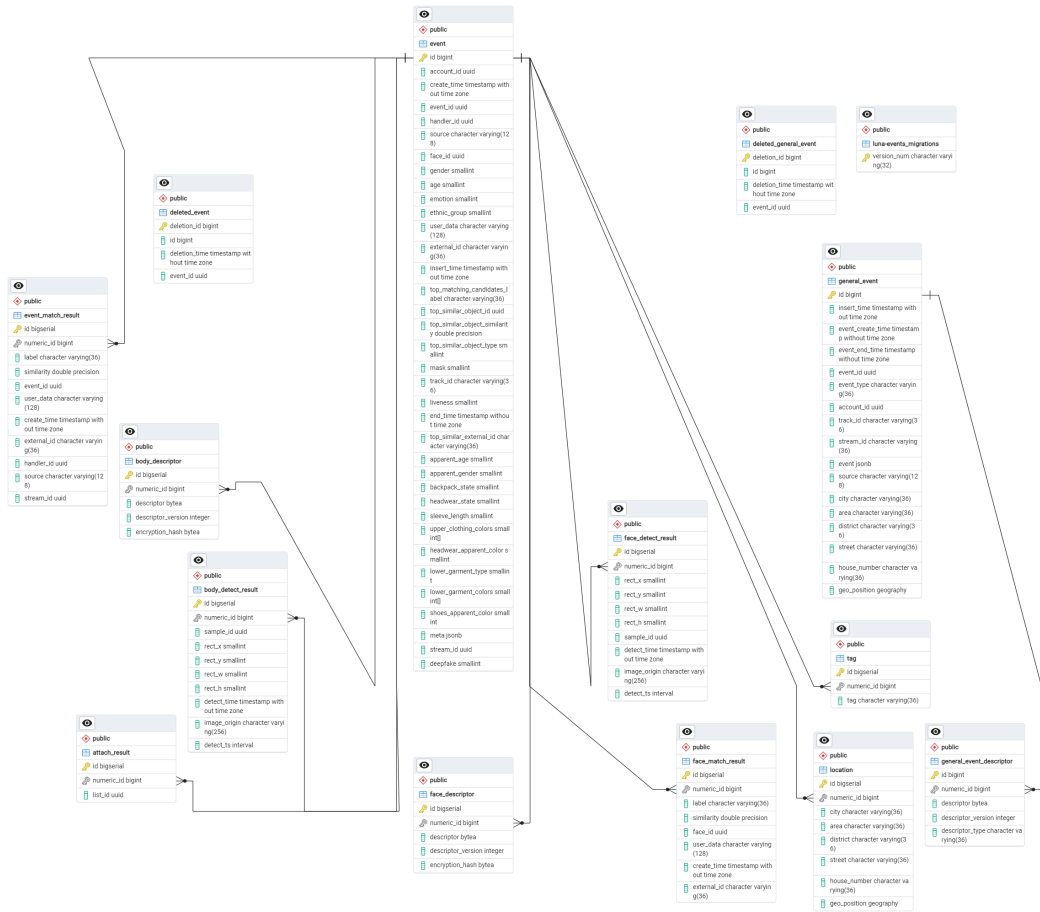 public
event
id bigint
account_id uuid
create_time timestamp with
out time zone
event_id uuid
handler_id uuid
source character varying(12
8)
face_id uuid
gender smallint
age smallint
emotion smallint
ethnic_group smallint
user_data character varying
(128)
external_id character varyin
g(36)
insert_time timestamp with
out time zone
top_matching_candidates_l
abel character varying(36)
top_similar_object_id uuid
top_similar_object_similarit
y double precision
top_similar_object_type sm
allint
mask smallint
track_id character varying(3
6)
liveness smallint
end_time timestamp withou
t time zone
top_similar_external_id char
acter varying(36)
apparent_age smallint
apparent_gender smallint
backpack_state smallint
headwear_state smallint
sleeve_length smallint
upper_clothing_colors small
int[]
headwear_apparent_color s
mallint
lower_garment_type smallin
t
lower_garment_colors small
int[]
shoes_apparent_color small
int
meta jsonb
stream_id uuid
deepfake smallint
public
deleted_general_event
deletion_id bigint
id bigint
deletion_time timestamp wit
hout time zone
event_id uuid
public
luna-events_migrations
version_num character varyi
ng(32)
public
deleted_event
deletion_id bigint
id bigint
deletion_time timestamp wit
hout time zone
event_id uuid
public
general_event
id bigint
insert_time timestamp with
out time zone
event_create_time timestam
p without time zone
event_end_time timestamp
without time zone
event_id uuid
event_type character varyin
g(36)
account_id uuid
track_id character varying(3
6)
stream_id character varying
(36)
event jsonb
source character varying(12
8)
city character varying(36)
area character varying(36)
district character varying(3
6)
street character varying(36)
house_number character va
rying(36)
geo_position geography
public
event_match_result
id bigserial
numeric_id bigint
label character varying(36)
similarity double precision
event_id uuid
user_data character varying
(128)
create_time timestamp with
out time zone
external_id character varyin
g(36)
handler_id uuid
source character varying(12
8)
stream_id uuid
public
body_descriptor
id bigserial
numeric_id bigint
descriptor bytea
descriptor_version integer
encryption_hash bytea
public
face_detect_result
id bigserial
numeric_id bigint
rect_x smallint
rect_y smallint
rect_w smallint
rect_h smallint
sample_id uuid
detect_time timestamp with
out time zone
image_origin character varyi
ng(256)
detect_ts interval
public
body_detect_result
id bigserial
numeric_id bigint
sample_id uuid
rect_x smallint
rect_y smallint
rect_w smallint
rect_h smallint
detect_time timestamp with
out time zone
image_origin character varyi
ng(256)
detect_ts interval
public
tag
id bigserial
numeric_id bigint
tag character varying(36)
public
attach_result
id bigserial
numeric_id bigint
list_id uuid
public
face_match_result
id bigserial
numeric_id bigint
label character varying(36)
similarity double precision
face_id uuid
user_data character varying
(128)
create_time timestamp with
out time zone
external_id character varyin
g(36)
public
location
id bigserial
numeric_id bigint
city character varying(36)
area character varying(36)
district character varying(3
6)
street character varying(36)
house_number character va
rying(36)
geo_position geography
public
general_event_descriptor
id bigint
numeric_id bigint
descriptor bytea
descriptor_version integer
descriptor_type character va
rying(36)
public
face_descriptor
id bigserial
numeric_id bigint
descriptor bytea
descriptor_version integer
encryption_hash bytea